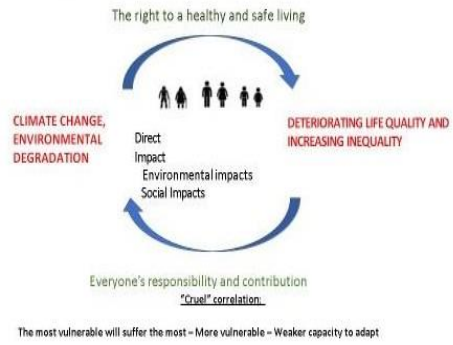 The right to a healthy and safe living
CLIMATE CHANGE,
ENVIRONMENTAL
DEGRADATION
Direct
Impact
Environmental impacts
Social Impacts
DETERIORATING LIFE QUALITY AND
INCREASING INEQUALITY
Everyone's responsibility and contribution
"Cruel" correlation:
The most vulnerable will suffer the most – More vulnerable – Weaker capacity to adapt